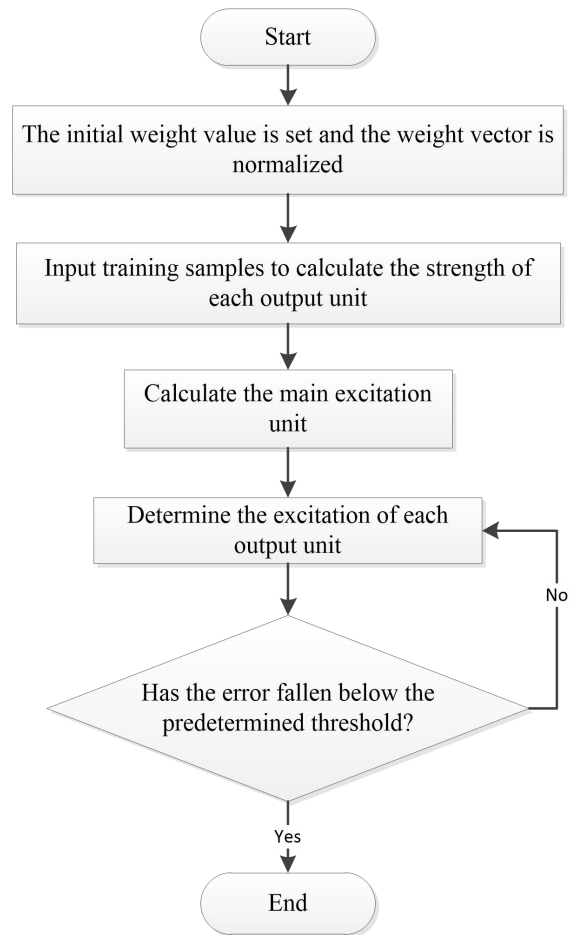 Start
The initial weight value is set and the weight vector is
normalized
Input training samples to calculate the strength of
each output unit
Calculate the main excitation
unit
Determine the excitation of each
output unit
No
Has the error fallen below the
predetermined threshold?
Yes
End